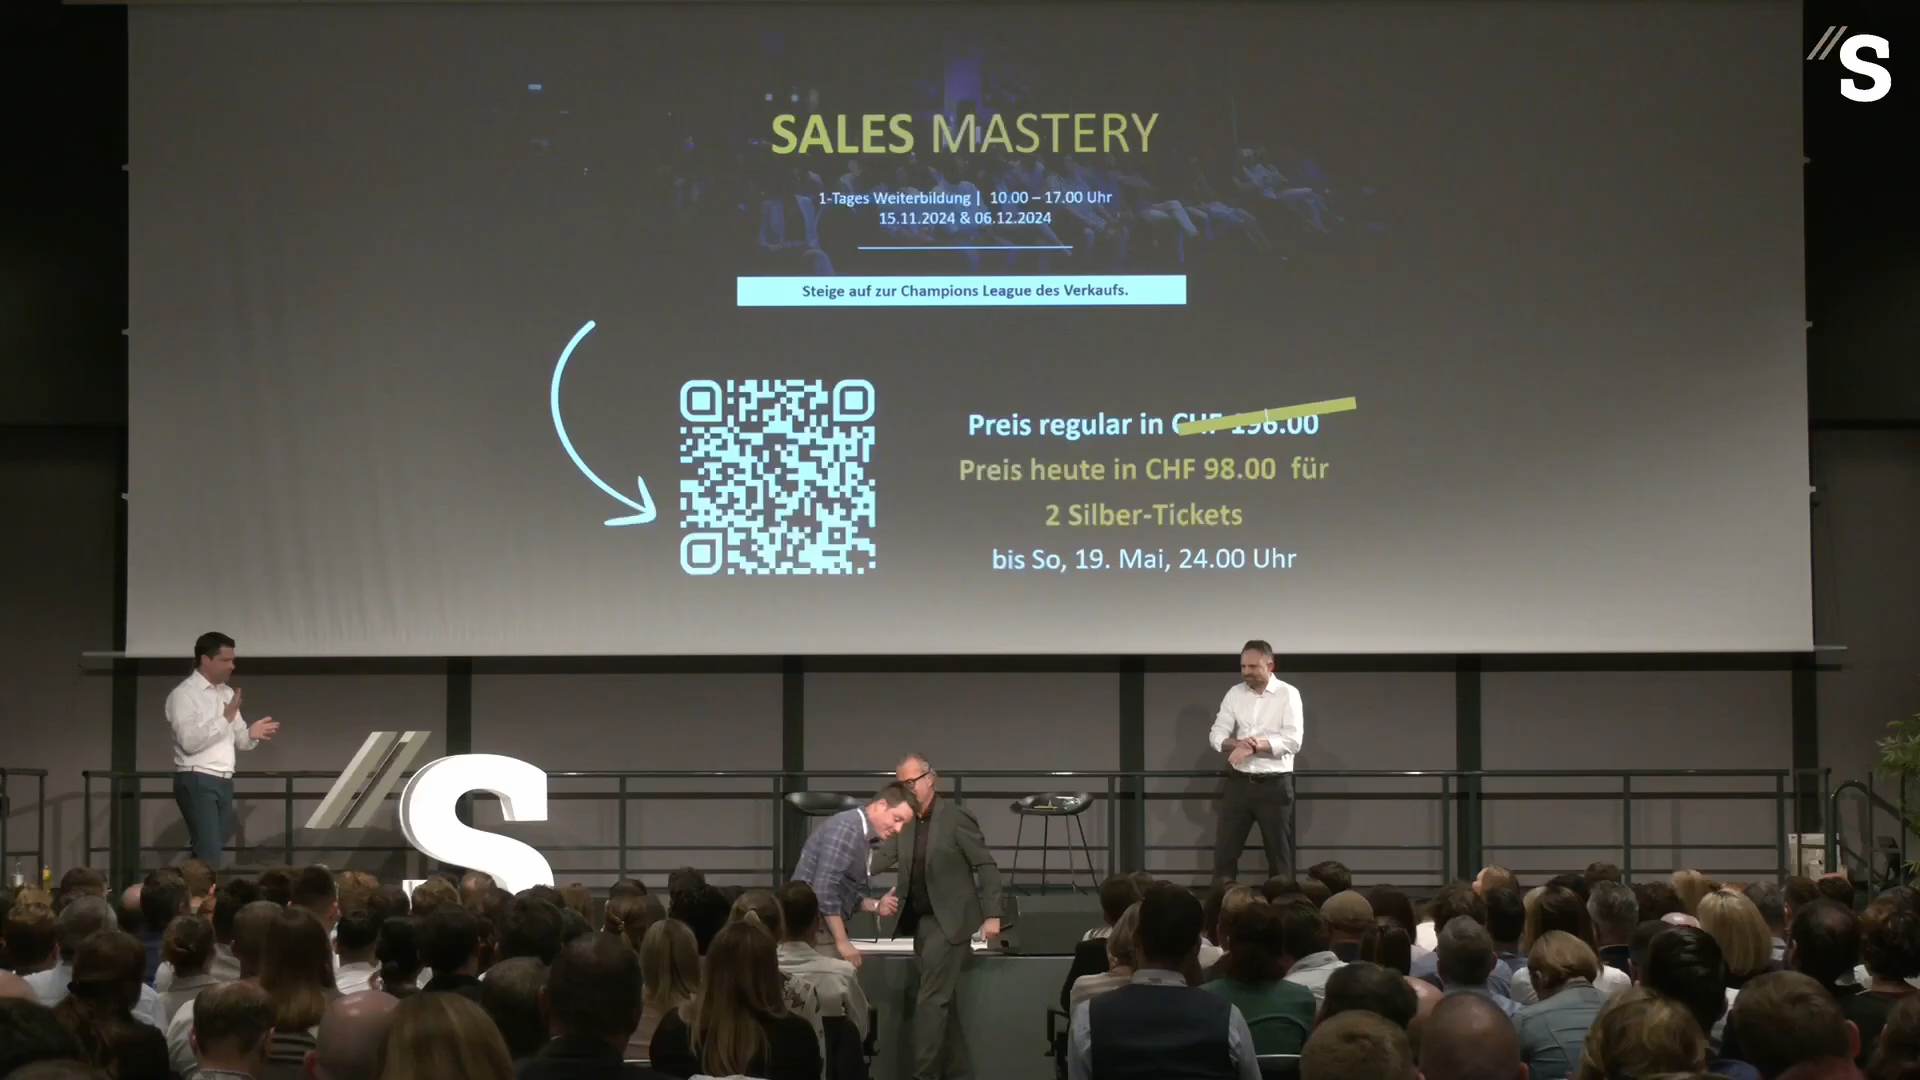 //S
SALES MASTERY
1-Tages Weiterbildung | 10.00 – 17.00 Uhr
15.11.2024 & 06.12.2024
Steige auf zur Champions League des Verkaufs.
Preis regular in CHF 196.00
Preis heute in CHF 98.00 für
2 Silber-Tickets
bis So, 19. Mai, 24.00 Uhr
//S